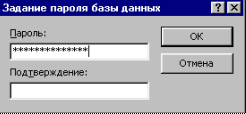 Задание пароля базы данных
Пароль:
OK
**************
Отмена
Подтверждение: